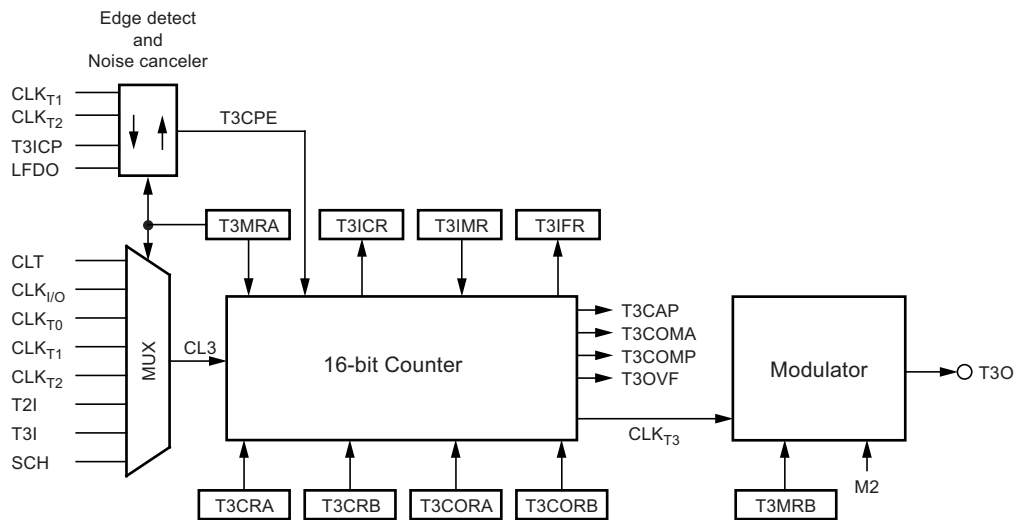 Edge detect
and
Noise canceler
CLKT1
CLKT2
T3ICP
LFDO
T3CPE
T3MRA
T3ICR
T3IMR
T3IFR
CLT
CLKI/O
CLKT0
CLKT1
CLKT2
T2I
T3I
SCH
MUX
CL3
16-bit Counter
T3CAP
T3COMA
T3COMP
T3OVF
CLKT3
Modulator
T3O
T3CRA
T3CRB
T3CORA
T3CORB
T3MRB
M2